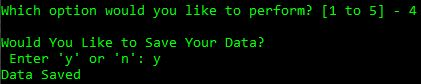 Which option would you like to perform? [1 to 5] - 4
Would You Like to Save Your Data?
Enter 'y' or 'n': y
Data Saved